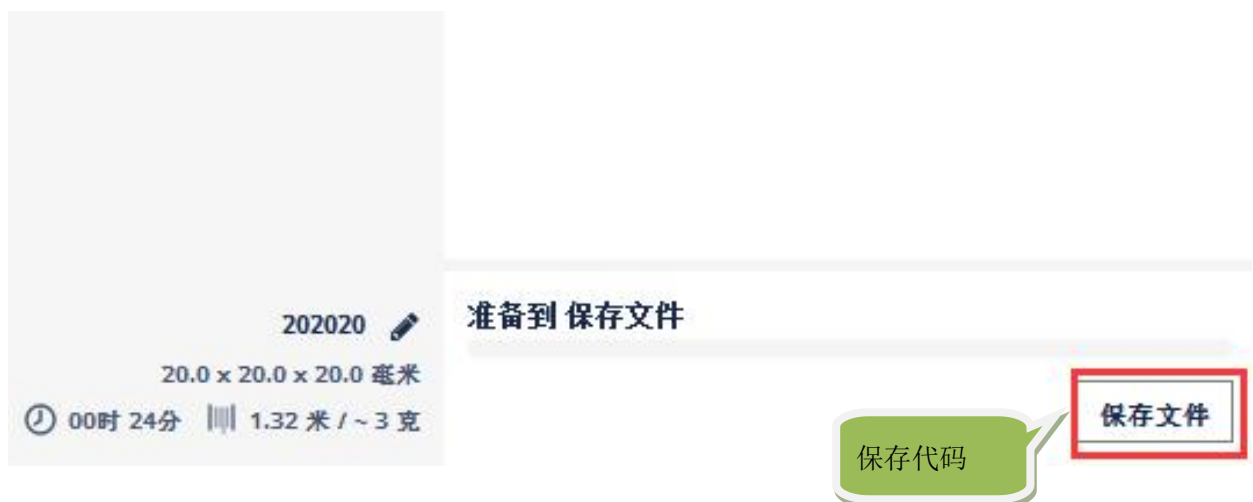 202020
20.0 x 20.0 x 20.0 毫米
00时 24分 1.32 米 / ~ 3 克
准备到 保存文件
保存文件
保存代码